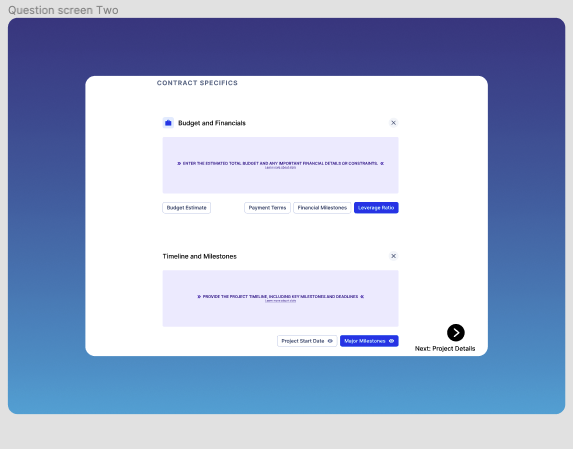 Question screen Two
CONTRACT SPECIFICS
Budget and Financials
» ENTER THE ESTIMATED TOTAL BUDGET AND ANY IMPORTANT FINANCIAL DETAILS OR CONSTRAINTS. «
Budget Estimate
Payment Terms
Financial Milestones
Leverage Ratio
Timeline and Milestones
» PROVIDE THE PROJECT TIMELINE, INCLUDING KEY MILESTONES AND DEADLINES «
Project Start Date
Major Milestones
Next: Project Details